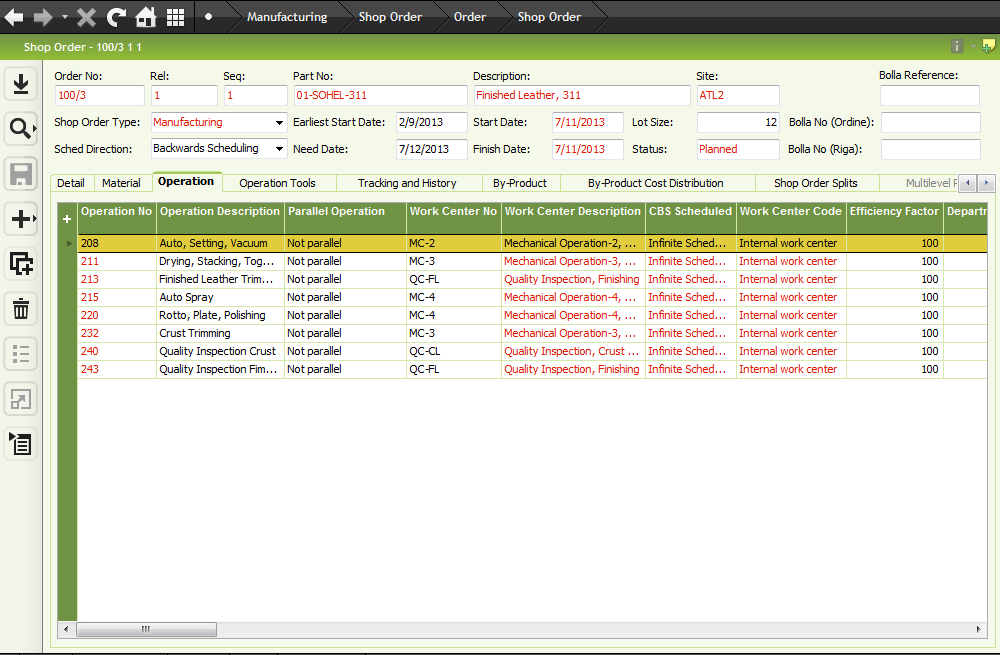 Manufacturing Shop Order Order Shop Order
Shop Order - 100/3 1 1
Order No: Rel: Seq: Part No: Description: Site: Bolla Reference:
100/3 1 1 01-SOHEL-311 Finished Leather, 311 ATL2
Shop Order Type: Manufacturing Earliest Start Date: 2/9/2013 Start Date: 7/11/2013 Lot Size: 12 Bolla No (Ordine):
Sched Direction: Backwards Scheduling Need Date: 7/12/2013 Finish Date: 7/11/2013 Status: Planned Bolla No (Riga):
Detail Material Operation Operation Tools Tracking and History By-Product By-Product Cost Distribution Shop Order Splits Multilevel
Operation No Operation Description Parallel Operation Work Center No Work Center Description CBS Scheduled Work Center Code Efficiency Factor Departm
208 Auto, Setting, Vacuum Not parallel MC-2 Mechanical Operation-2, ... Infinite Sched... Internal work center 100
211 Drying, Stacking, Tog... Not parallel MC-3 Mechanical Operation-3, ... Infinite Sched... Internal work center 100
213 Finished Leather Trim... Not parallel QC-FL Quality Inspection, Finishing Infinite Sched... Internal work center 100
215 Auto Spray Not parallel MC-4 Mechanical Operation-4, ... Infinite Sched... Internal work center 100
220 Rotto, Plate, Polishing Not parallel MC-4 Mechanical Operation-4, ... Infinite Sched... Internal work center 100
232 Crust Trimming Not parallel MC-3 Mechanical Operation-3, ... Infinite Sched... Internal work center 100
240 Quality Inspection Crust Not parallel QC-CL Quality Inspection, Crust ... Infinite Sched... Internal work center 100
243 Quality Inspection Fim... Not parallel QC-FL Quality Inspection, Finishing Infinite Sched... Internal work center 100